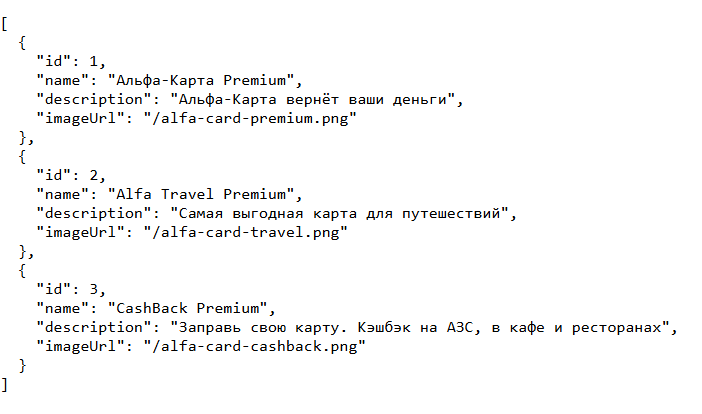 [
  {
    "id": 1,
    "name": "Альфа-Карта Premium",
    "description": "Альфа-Карта вернёт ваши деньги",
    "imageUrl": "/alfa-card-premium.png"
  },
  {
    "id": 2,
    "name": "Alfa Travel Premium",
    "description": "Самая выгодная карта для путешествий",
    "imageUrl": "/alfa-card-travel.png"
  },
  {
    "id": 3,
    "name": "CashBack Premium",
    "description": "Заправь свою карту. Кэшбэк на АЗС, в кафе и ресторанах",
    "imageUrl": "/alfa-card-cashback.png"
  }
]